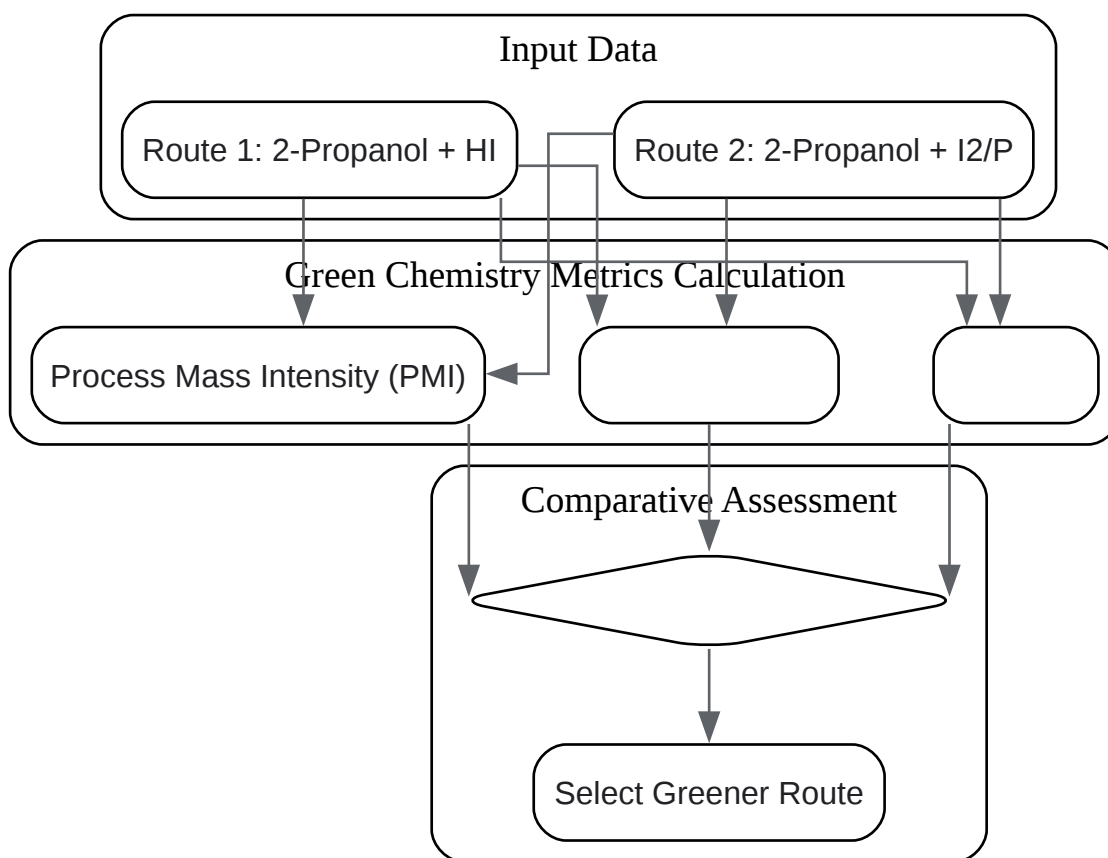 Input Data
Route 1: 2-Propanol + HI
Route 2: 2-Propanol + I2/P
Green Chemistry Metrics Calculation
Process Mass Intensity (PMI)
Comparative Assessment
Select Greener Route